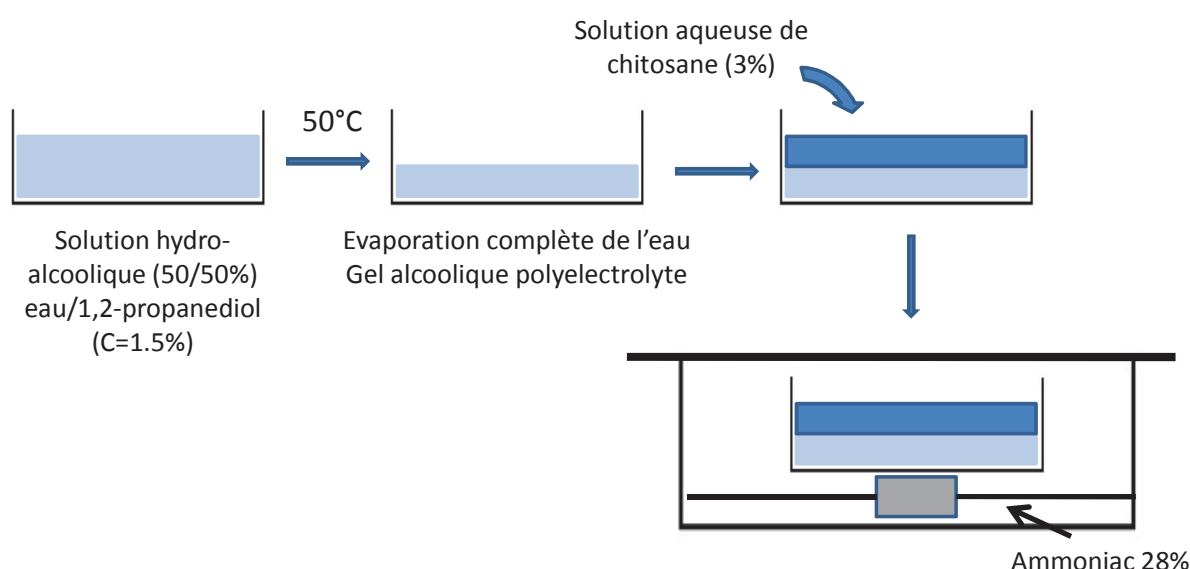 Solution aqueuse de
chitosane (3%)
50°C
Solution hydro-
alcoolique (50/50%)
eau/1,2-propanediol
(C=1.5%)
Evaporation complète de l'eau
Gel alcoolique polyelectrolyte
Ammoniac 28%